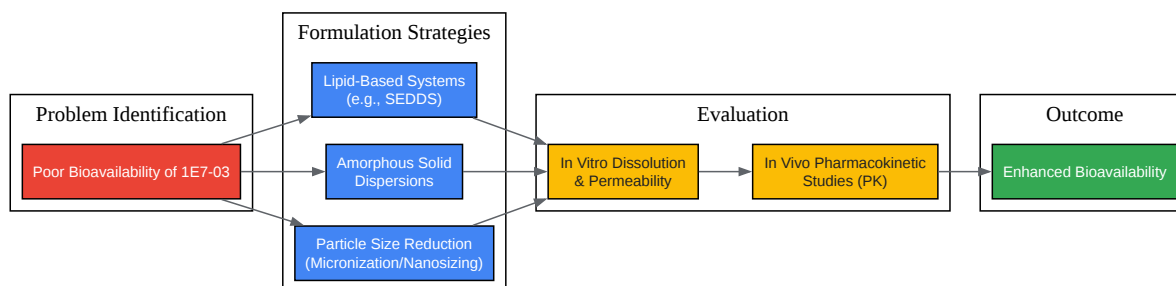 Problem Identification
Poor Bioavailability of 1E7-03
Formulation Strategies
Lipid-Based Systems
(e.g., SEDDS)
Amorphous Solid
Dispersions
Particle Size Reduction
(Micronization/Nanosizing)
Evaluation
In Vitro Dissolution
& Permeability
In Vivo Pharmacokinetic
Studies (PK)
Outcome
Enhanced Bioavailability